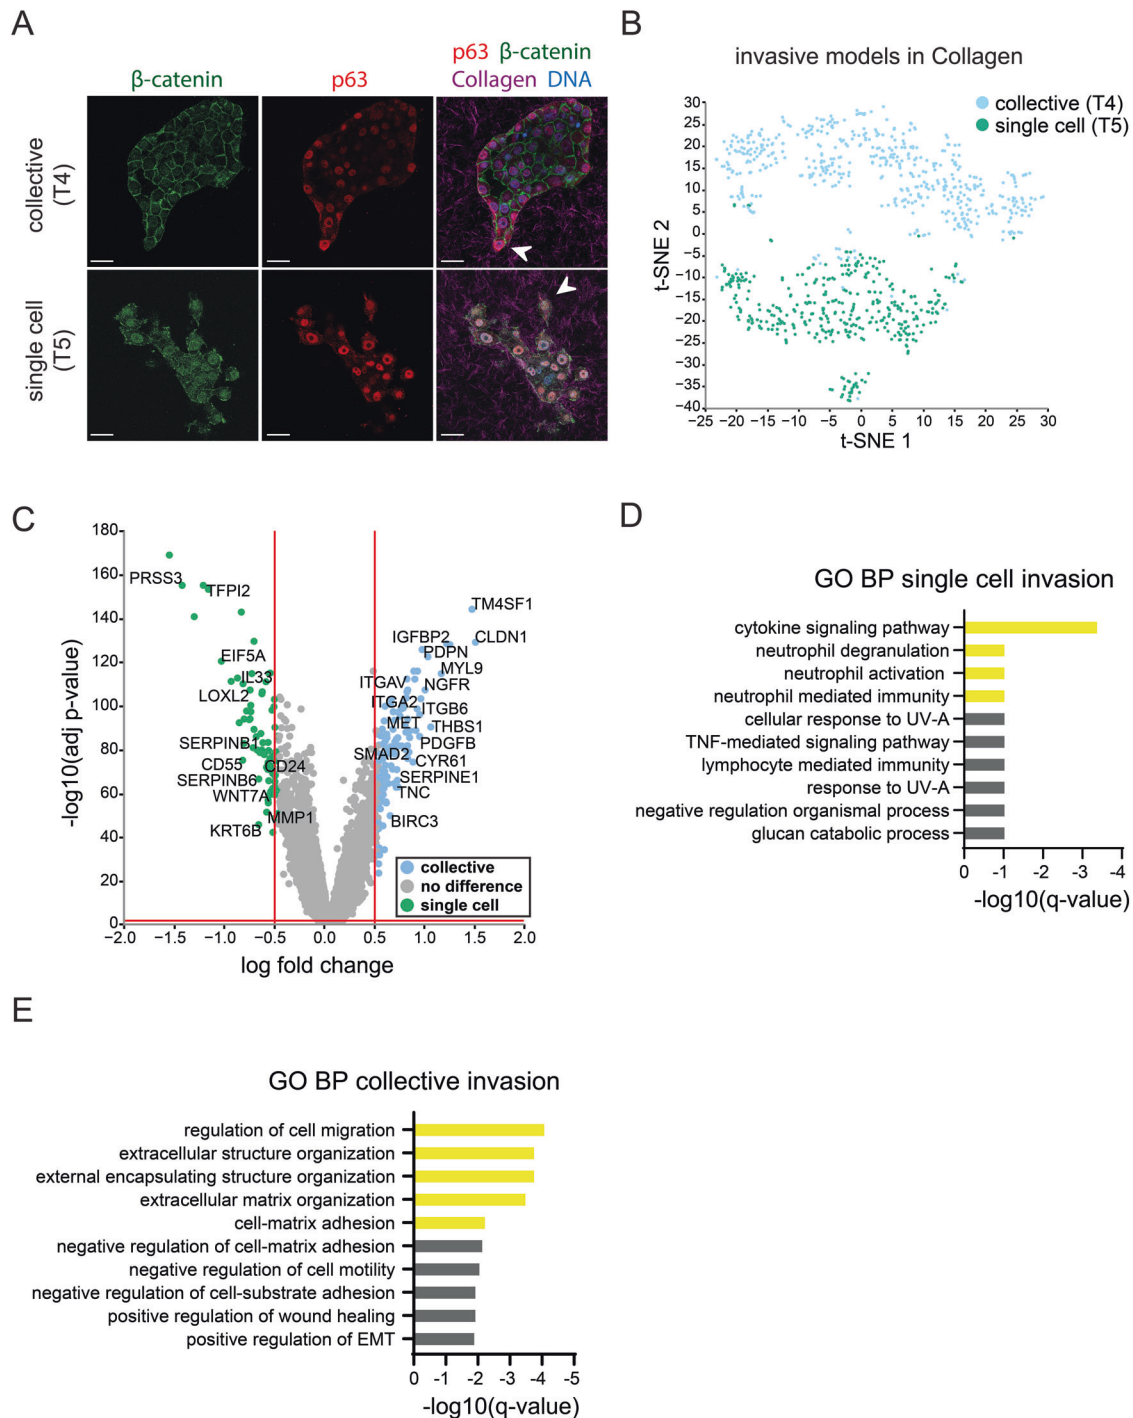 A
β-catenin
p63
p63 β-catenin
Collagen DNA
collective
(T4)
single cell
(T5)
B
invasive models in Collagen
collective (T4)
single cell (T5)
30
25
20
15
10
5
0
−5
−10
−15
−20
−25
−30
−35
−40
t-SNE 2
−25 −20 −15 −10 −5 0 5 10 15 20 25 30
t-SNE 1
C
180
160
140
120
100
80
60
40
20
0
-log10(adj p-value)
PRSS3
TFPI2
EIF5A
IL33
LOXL2
SERPINB1
CD55
CD24
SERPINB6
WNT7A
MMP1
KRT6B
TM4SF1
IGFBP2
CLDN1
PDPN
MYL9
ITGAV
NGFR
ITGA2
ITGB6
MET
THBS1
PDGFB
SMAD2
CYR61
SERPINE1
TNC
BIRC3
collective
no difference
single cell
−2.0 −1.5 −1.0 −0.5 0.0 0.5 1.0 1.5 2.0
log fold change
D
GO BP single cell invasion
cytokine signaling pathway
neutrophil degranulation
neutrophil activation
neutrophil mediated immunity
cellular response to UV-A
TNF-mediated signaling pathway
lymphocyte mediated immunity
response to UV-A
negative regulation organismal process
glucan catabolic process
0 -1 -2 -3 -4
-log10(q-value)
E
GO BP collective invasion
regulation of cell migration
extracellular structure organization
external encapsulating structure organization
extracellular matrix organization
cell-matrix adhesion
negative regulation of cell-matrix adhesion
negative regulation of cell motility
negative regulation of cell-substrate adhesion
positive regulation of wound healing
positive regulation of EMT
0 -1 -2 -3 -4 -5
-log10(q-value)